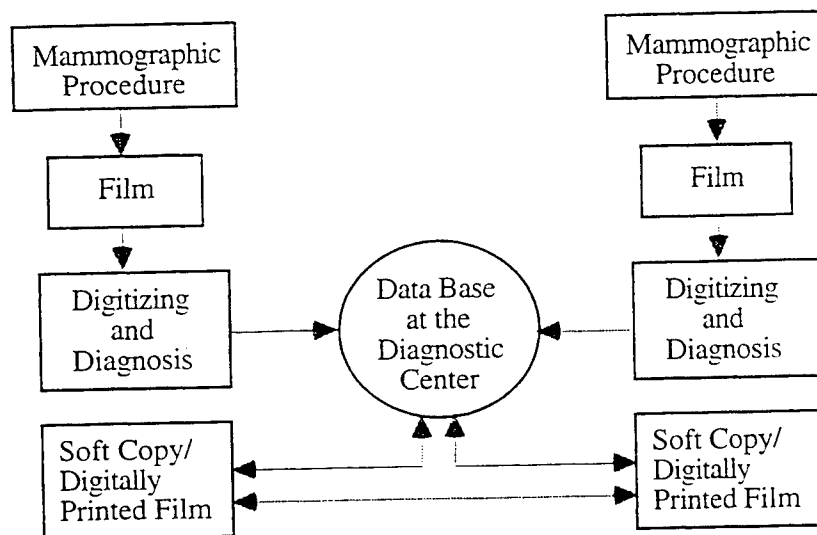 Mammographic
Procedure
Film
Digitizing
and
Diagnosis
Soft Copy/
Digitally
Printed Film
Data Base
at the
Diagnostic
Center
Mammographic
Procedure
Film
Digitizing
and
Diagnosis
Soft Copy/
Digitally
Printed Film